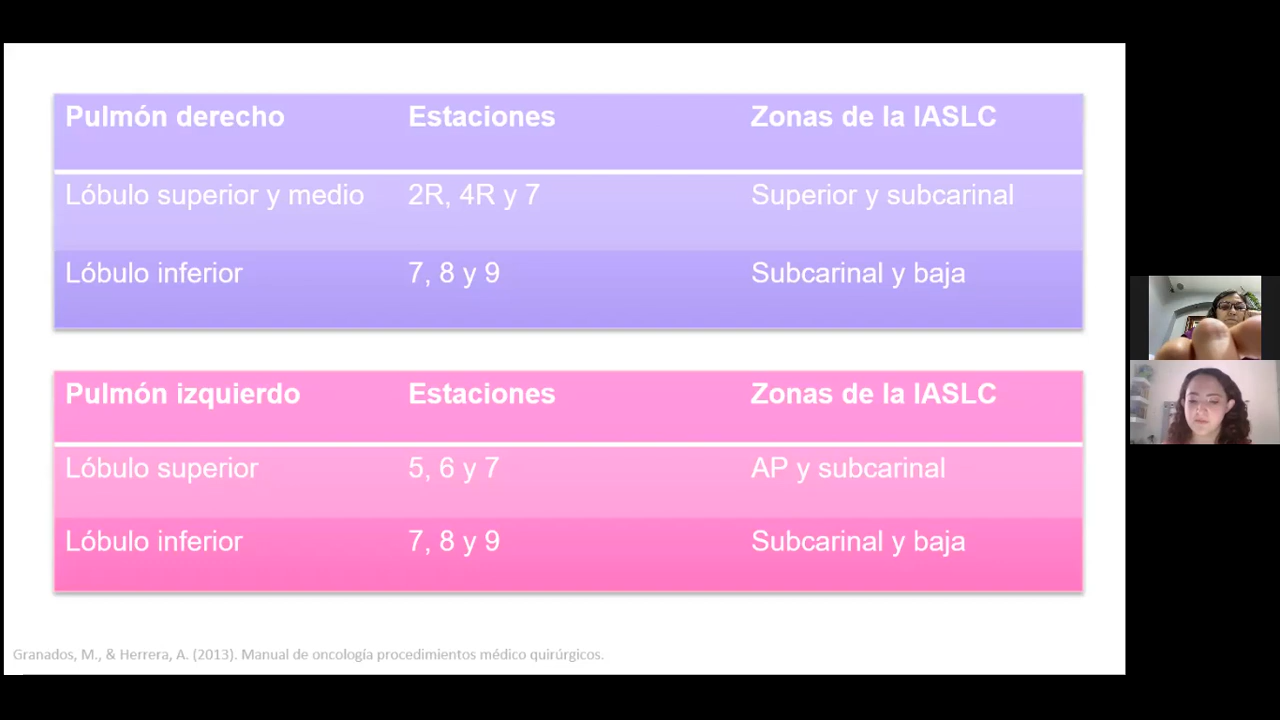 Pulmón derecho Estaciones Zonas de la IASLC
Lóbulo superior y medio 2R, 4R y 7 Superior y subcarinal
Lóbulo inferior 7, 8 y 9 Subcarinal y baja
Pulmón izquierdo Estaciones Zonas de la IASLC
Lóbulo superior 5, 6 y 7 AP y subcarinal
Lóbulo inferior 7, 8 y 9 Subcarinal y baja
Granados, M., & Herrera, A. (2013). Manual de oncología procedimientos médico quirúrgicos.